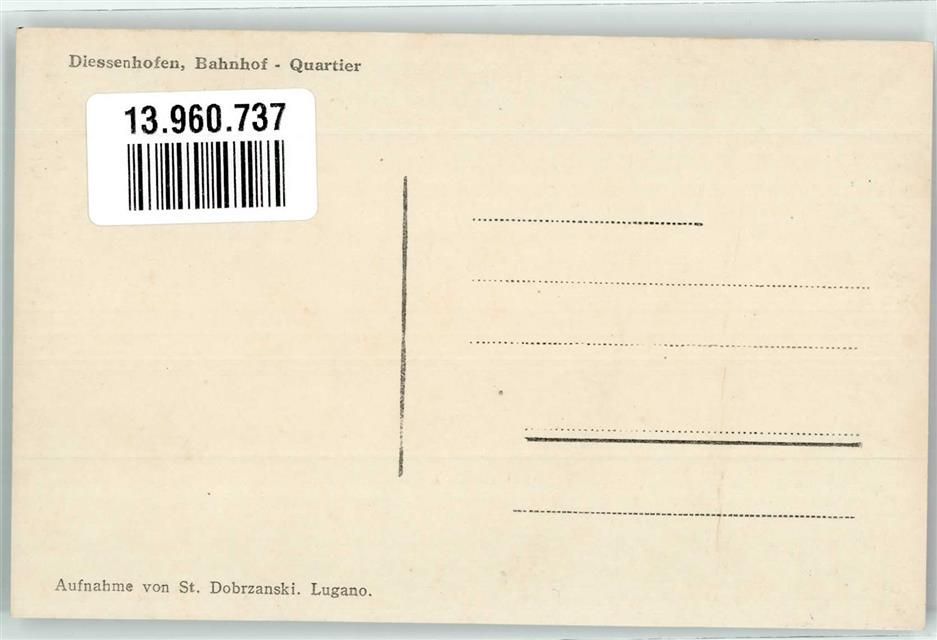 Diessenhofen, Bahnhof - Quartier
13.960.737
Aufnahme von St. Dobrzanski. Lugano.